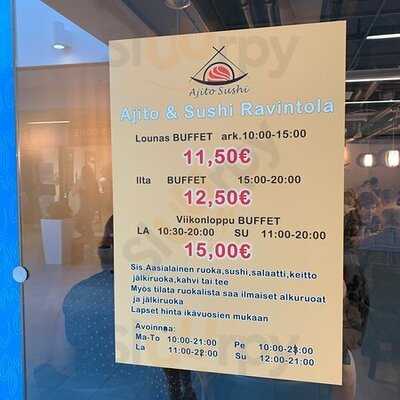 Ajito Sushi
Ajito & Sushi Ravintola
Lounas BUFFET ark.10:00-15:00
11,50€
Ilta BUFFET 15:00-20:00
12,50€
Viikonloppu BUFFET
LA 10:30-20:00 SU 11:00-20:00
15,00€
Sis.Aasialainen ruoka,sushi,salaatti,keitto
jälkiruoka,kahvi tai tee
Myös tilata ruokalista saa ilmaiset alkuruoat
ja jälkiruoka
Lapset hinta ikävuosien mukaan
Avoinna:
Ma-To 10:00-21:00 Pe 10:00-23:00
La 11:00-22:00 Su 12:00-21:00